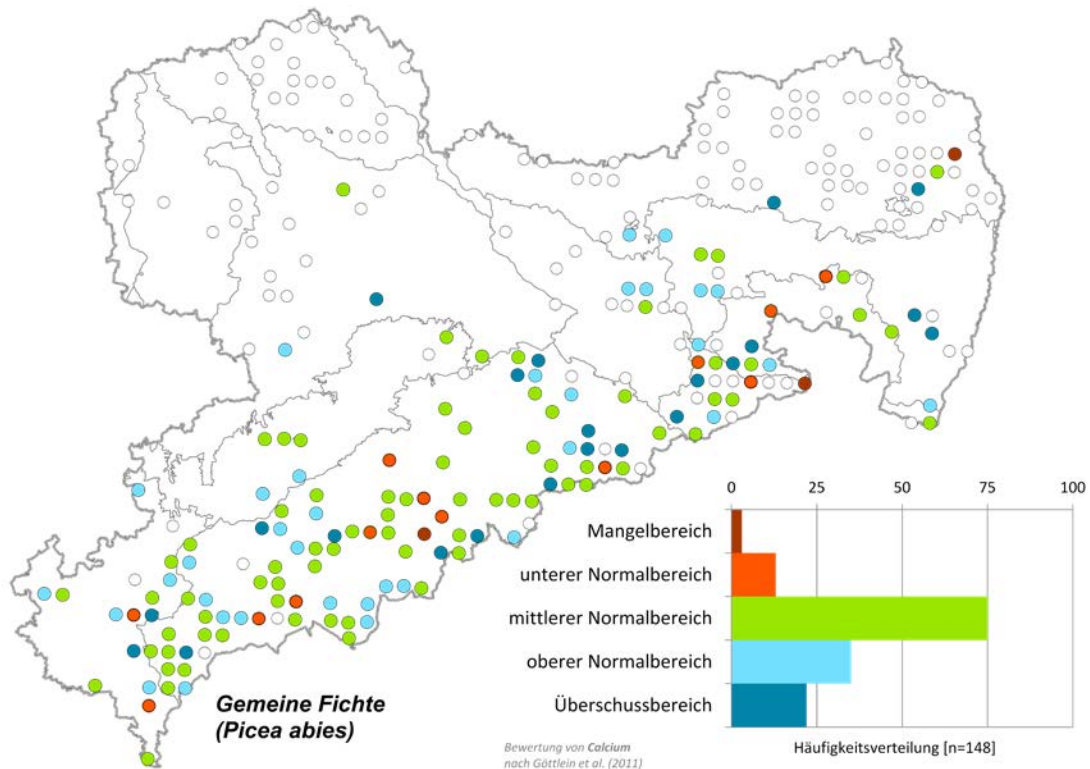 0 25 50 75 100
Mangelbereich
unterer Normalbereich
mittlerer Normalbereich
oberer Normalbereich
Überschussbereich
Gemeine Fichte
(Picea abies)
Bewertung von Calcium
nach Göttlein et al. (2011)
Häufigkeitsverteilung [n=148]